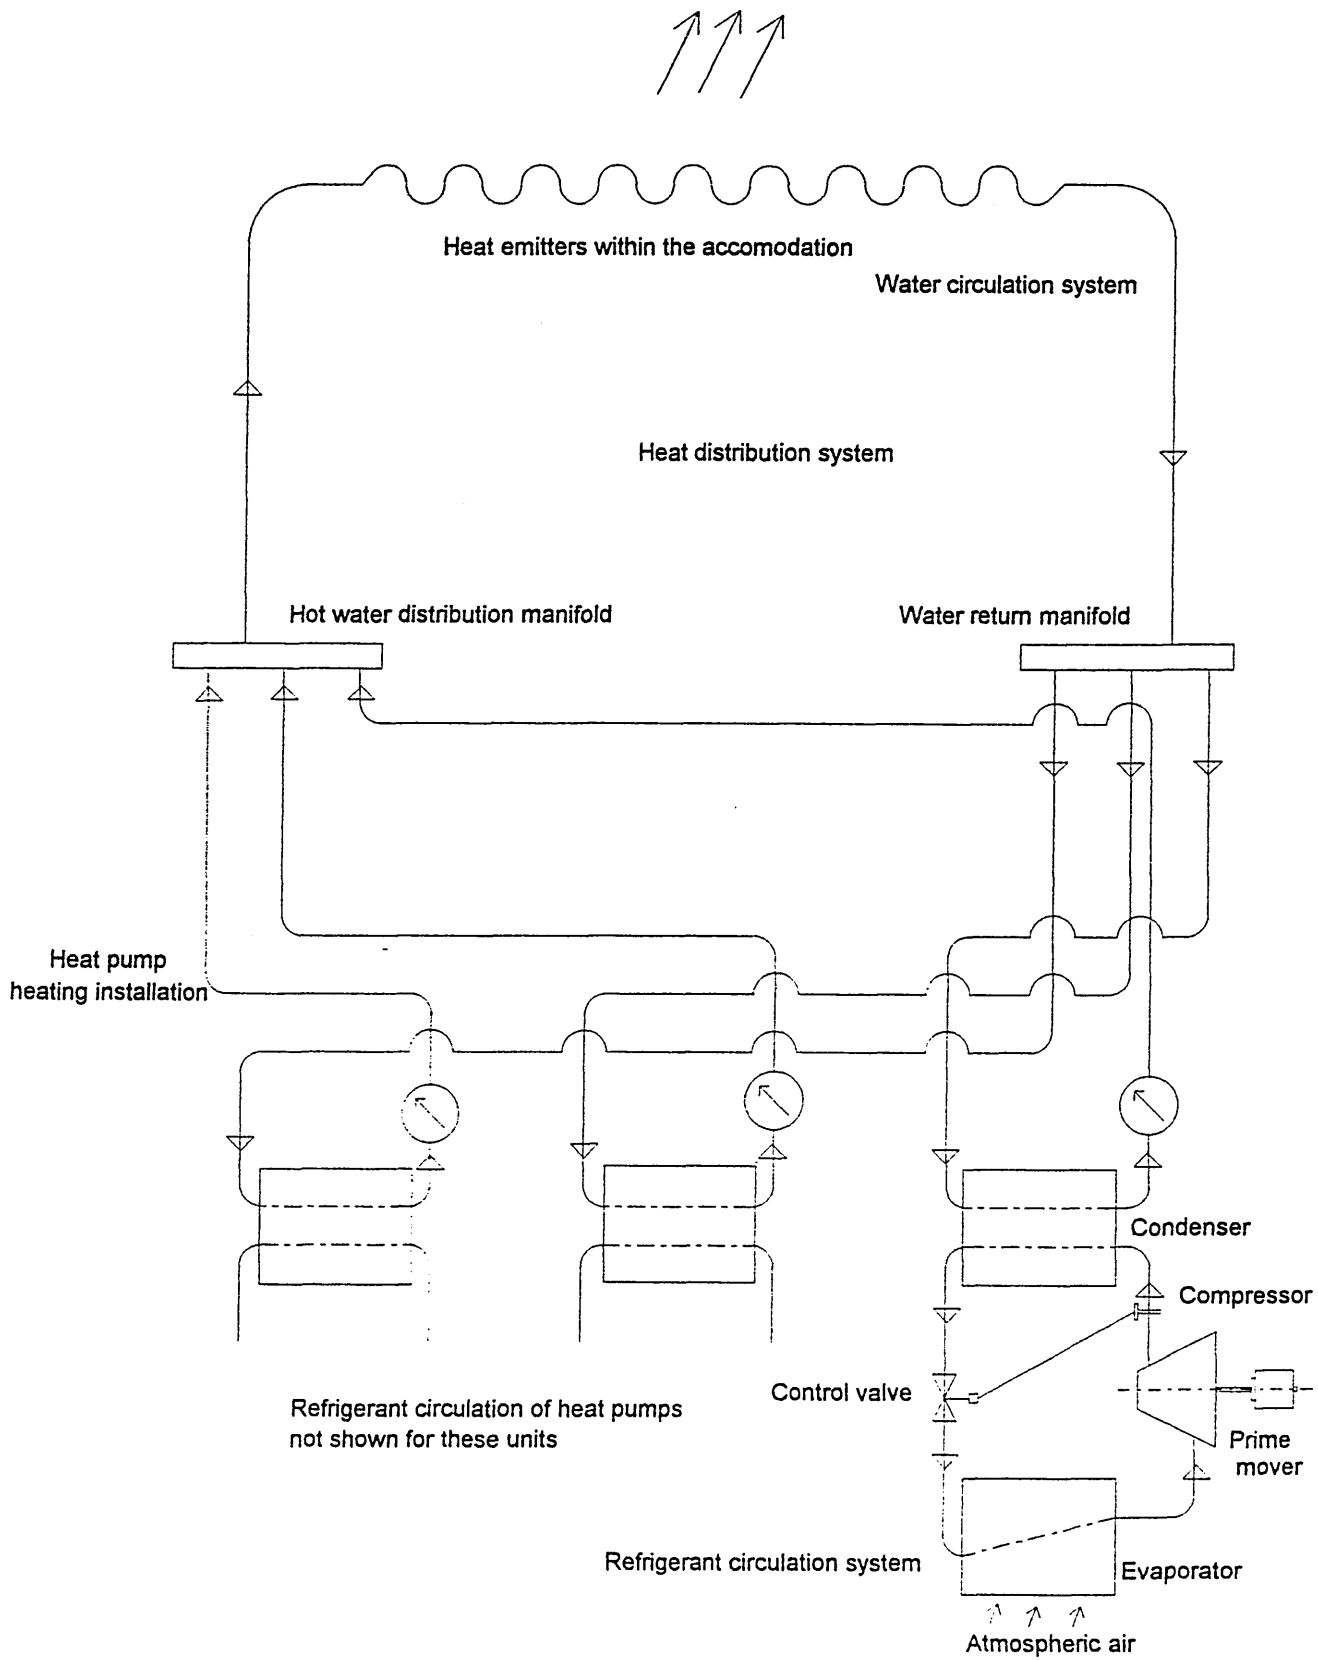 Heat emitters within the accomodation
Water circulation system
Heat distribution system
Hot water distribution manifold
Water return manifold
Heat pump
heating installation
Condenser
Compressor
Control valve
Refrigerant circulation of heat pumps
not shown for these units
Prime
mover
Refrigerant circulation system
Evaporator
Atmospheric air